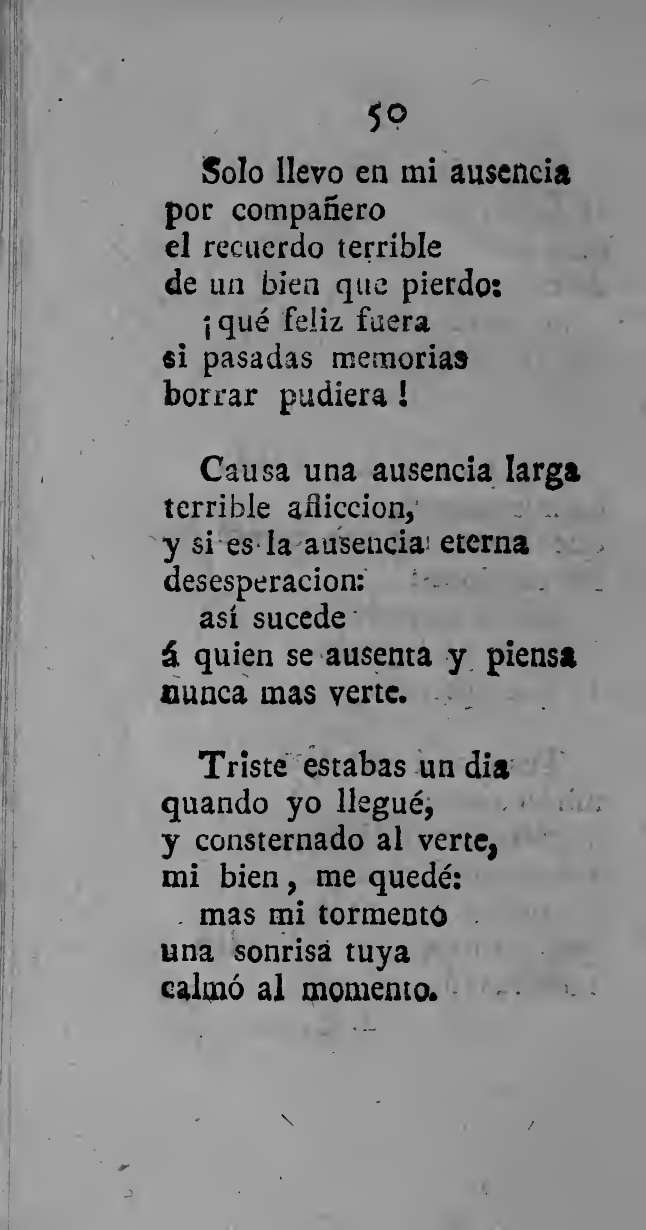 50
Solo llevo en mi ausencia
por compañero
el recuerdo terrible
de un bien que pierdo:
¡qué feliz fuera
si pasadas memorias
borrar pudiera!
Causa una ausencia larga
terrible afliccion,
y si es la ausencia eterna
desesperacion:
así sucede
á quien se ausenta y piensa
nunca mas verte.
Triste estabas un dia
quando yo llegué,
y consternado al verte,
mi bien, me quedé:
mas mi tormento
una sonrisa tuya
calmó al momento.